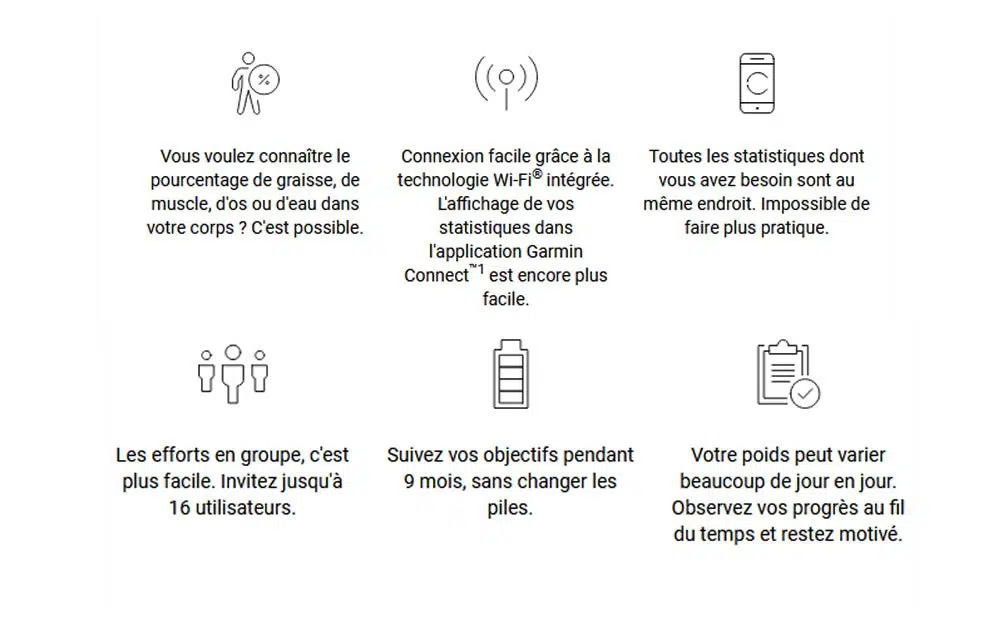 %
Vous voulez connaître le
pourcentage de graisse, de
muscle, d'os ou d'eau dans
votre corps ? C'est possible.
Connexion facile grâce à la
technologie Wi-Fi® intégrée.
L'affichage de vos
statistiques dans
l'application Garmin
Connect™1 est encore plus
facile.
Toutes les statistiques dont
vous avez besoin sont au
même endroit. Impossible de
faire plus pratique.
Les efforts en groupe, c'est
plus facile. Invitez jusqu'à
16 utilisateurs.
Suivez vos objectifs pendant
9 mois, sans changer les
piles.
Votre poids peut varier
beaucoup de jour en jour.
Observez vos progrès au fil
du temps et restez motivé.